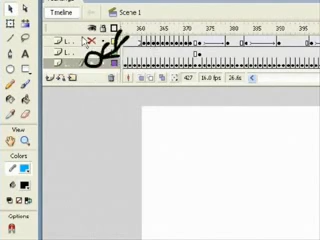 Timeline
Scene 1
360 365 370 375 380 385 390 395
L...
L...
427 16.0 fps 26.6s
View
Colors
Options